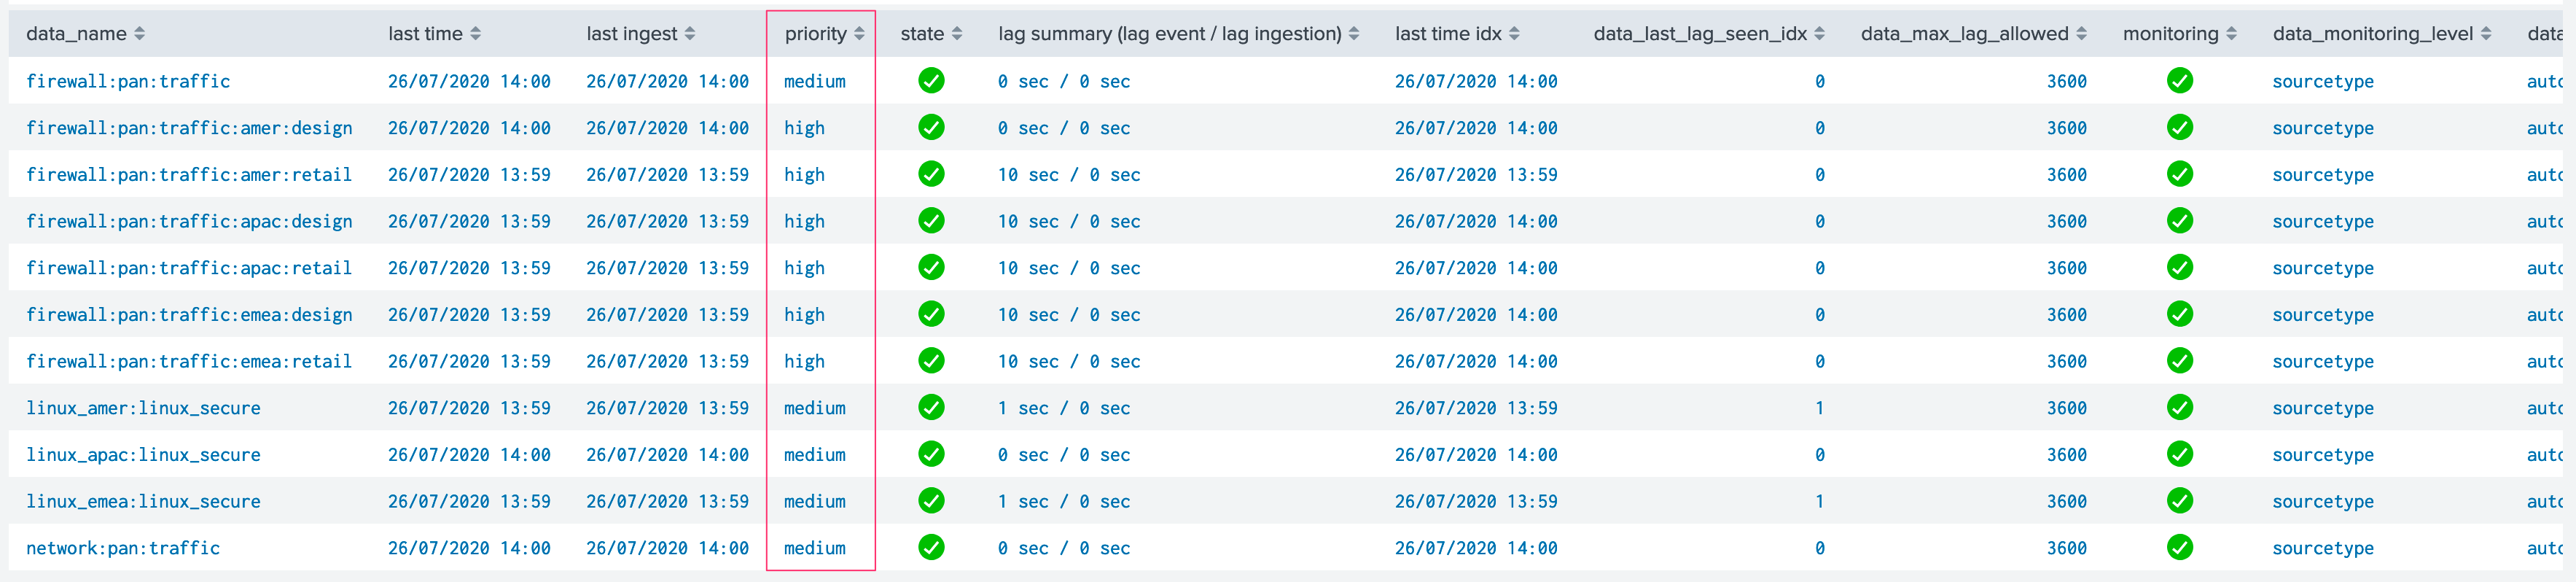 data_name last time last ingest priority state lag summary (lag event / lag ingestion) last time idx data_last_lag_seen_idx data_max_lag_allowed monitoring data_monitoring_level data
firewall:pan:traffic 26/07/2020 14:00 26/07/2020 14:00 medium 0 sec / 0 sec 26/07/2020 14:00 0 3600 sourcetype auto
firewall:pan:traffic:amer:design 26/07/2020 14:00 26/07/2020 14:00 high 0 sec / 0 sec 26/07/2020 14:00 0 3600 sourcetype auto
firewall:pan:traffic:amer:retail 26/07/2020 13:59 26/07/2020 13:59 high 10 sec / 0 sec 26/07/2020 13:59 0 3600 sourcetype auto
firewall:pan:traffic:apac:design 26/07/2020 13:59 26/07/2020 13:59 high 10 sec / 0 sec 26/07/2020 14:00 0 3600 sourcetype auto
firewall:pan:traffic:apac:retail 26/07/2020 13:59 26/07/2020 13:59 high 10 sec / 0 sec 26/07/2020 14:00 0 3600 sourcetype auto
firewall:pan:traffic:emea:design 26/07/2020 13:59 26/07/2020 13:59 high 10 sec / 0 sec 26/07/2020 14:00 0 3600 sourcetype auto
firewall:pan:traffic:emea:retail 26/07/2020 13:59 26/07/2020 13:59 high 10 sec / 0 sec 26/07/2020 14:00 0 3600 sourcetype auto
linux_amer:linux_secure 26/07/2020 13:59 26/07/2020 13:59 medium 1 sec / 0 sec 26/07/2020 13:59 1 3600 sourcetype auto
linux_apac:linux_secure 26/07/2020 14:00 26/07/2020 14:00 medium 0 sec / 0 sec 26/07/2020 14:00 0 3600 sourcetype auto
linux_emea:linux_secure 26/07/2020 13:59 26/07/2020 13:59 medium 1 sec / 0 sec 26/07/2020 13:59 1 3600 sourcetype auto
network:pan:traffic 26/07/2020 14:00 26/07/2020 14:00 medium 0 sec / 0 sec 26/07/2020 14:00 0 3600 sourcetype auto